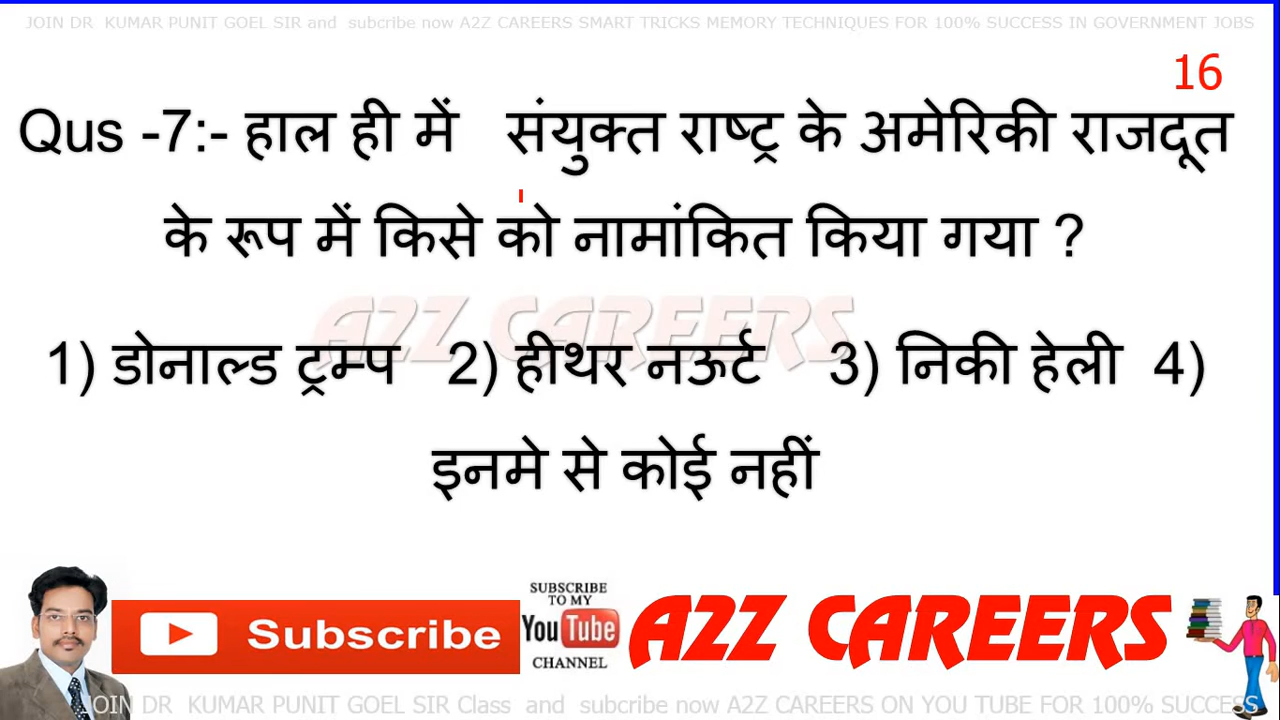 JOIN DR KUMAR PUNIT GOEL SIR and subcribe now A2Z CAREERS SMART TRICKS MEMORY TECHNIQUES FOR 100% SUCCESS IN GOVERNMENT JOBS
16
Qus -7:- हाल ही में संयुक्त राष्ट्र के अमेरिकी राजदूत
के रूप में किसे को नामांकित किया गया ?
A2Z CAREERS
1) डोनाल्ड ट्रम्प 2) हीथर नऊर्ट 3) निकी हेली 4)
इनमे से कोई नहीं
Subscribe
SUBSCRIBE
TO MY
YouTube
CHANNEL
A2Z CAREERS
JOIN DR KUMAR PUNIT GOEL SIR Class and subcribe now A2Z CAREERS ON YOU TUBE FOR 100% SUCCESS